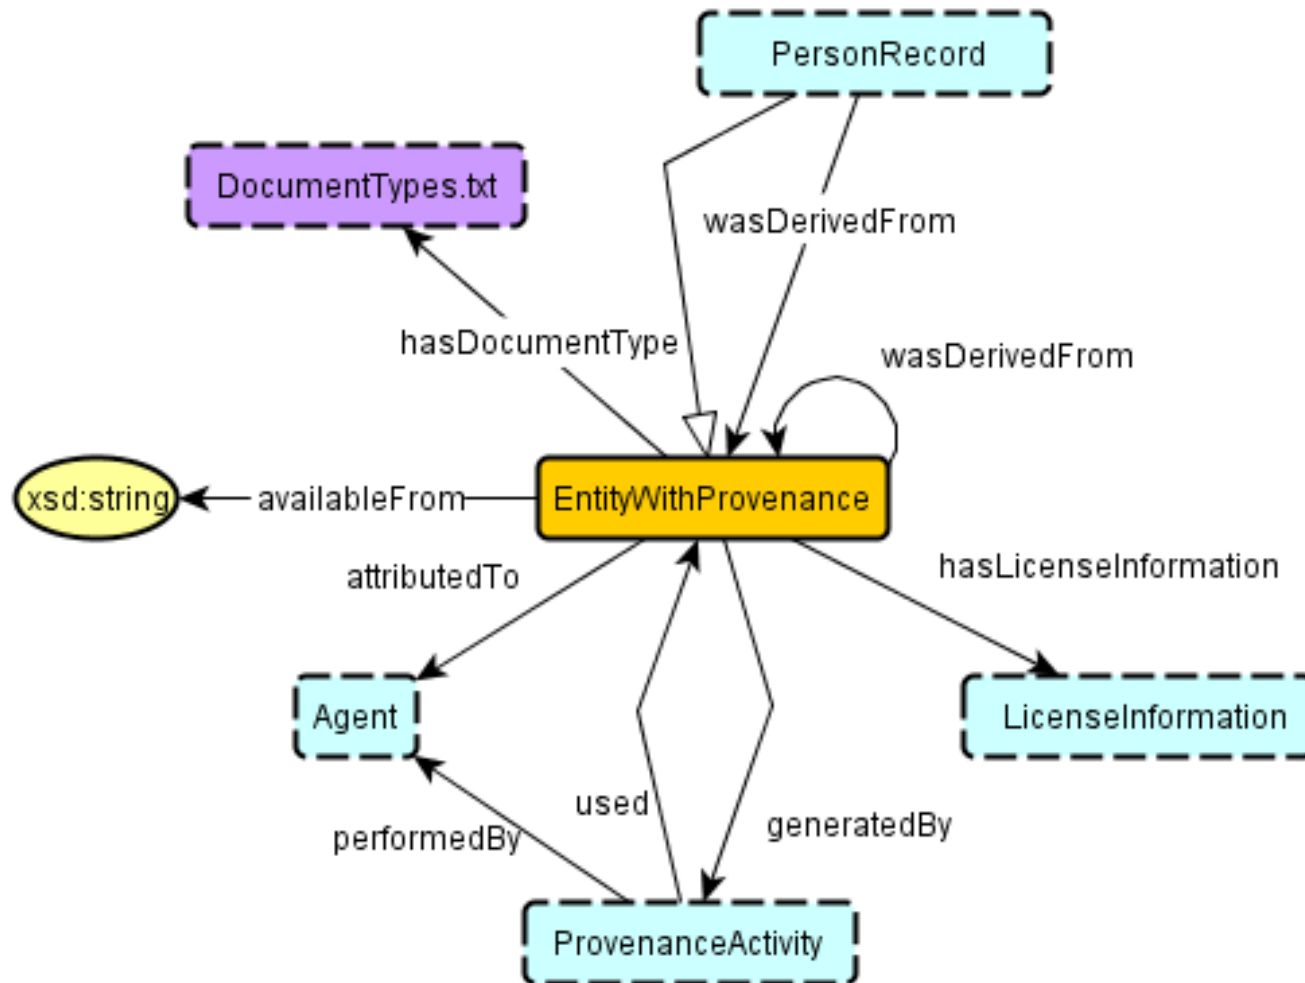 PersonRecord
DocumentTypes.txt
wasDerivedFrom
hasDocumentType
wasDerivedFrom
xsd:string
availableFrom
EntityWithProvenance
attributedTo
hasLicenseInformation
Agent
LicenseInformation
used
performedBy
generatedBy
ProvenanceActivity